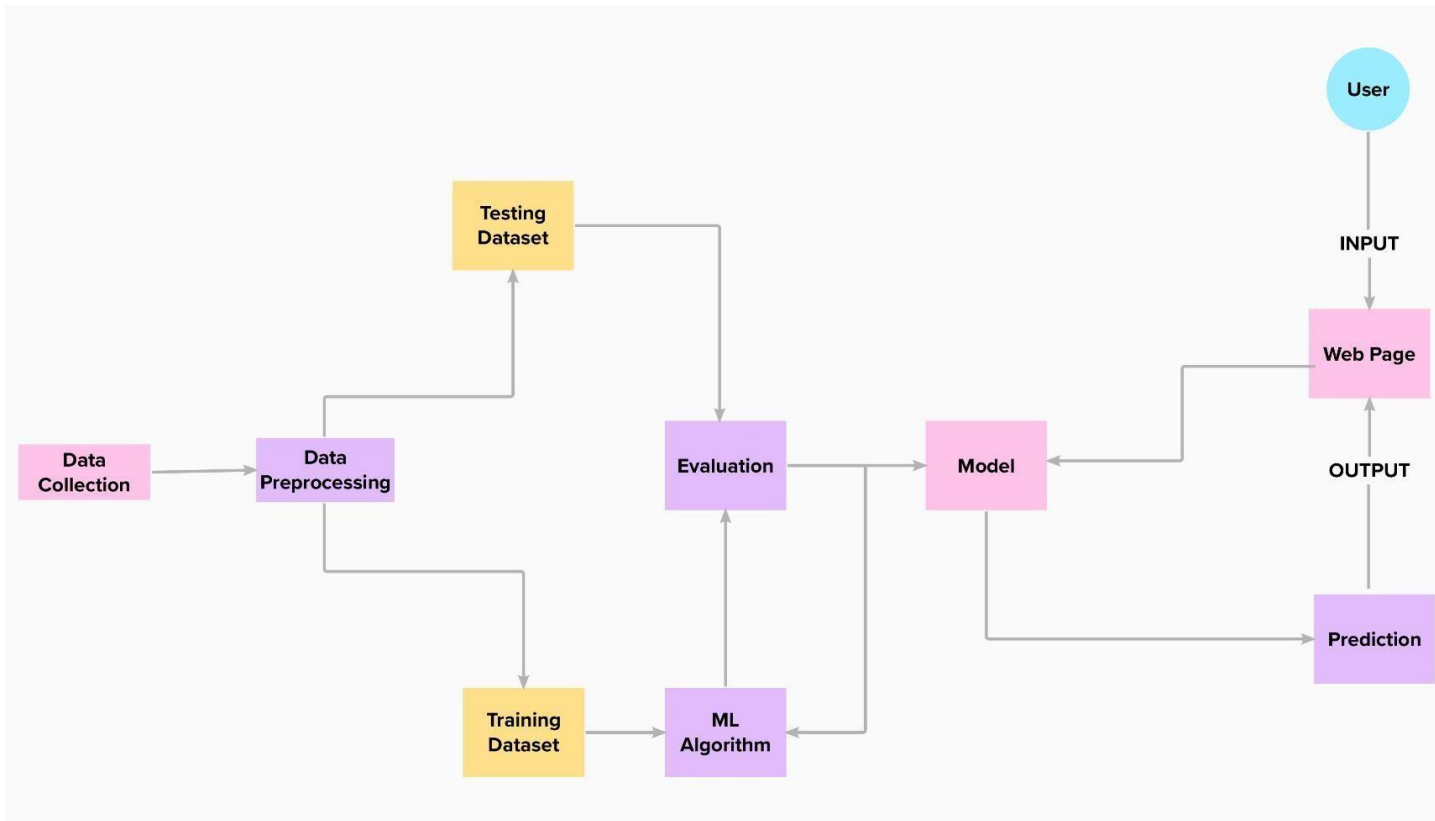 User
INPUT
Web Page
OUTPUT
Testing
Dataset
Data
Collection
Data
Preprocessing
Evaluation
Model
Prediction
Training
Dataset
ML
Algorithm